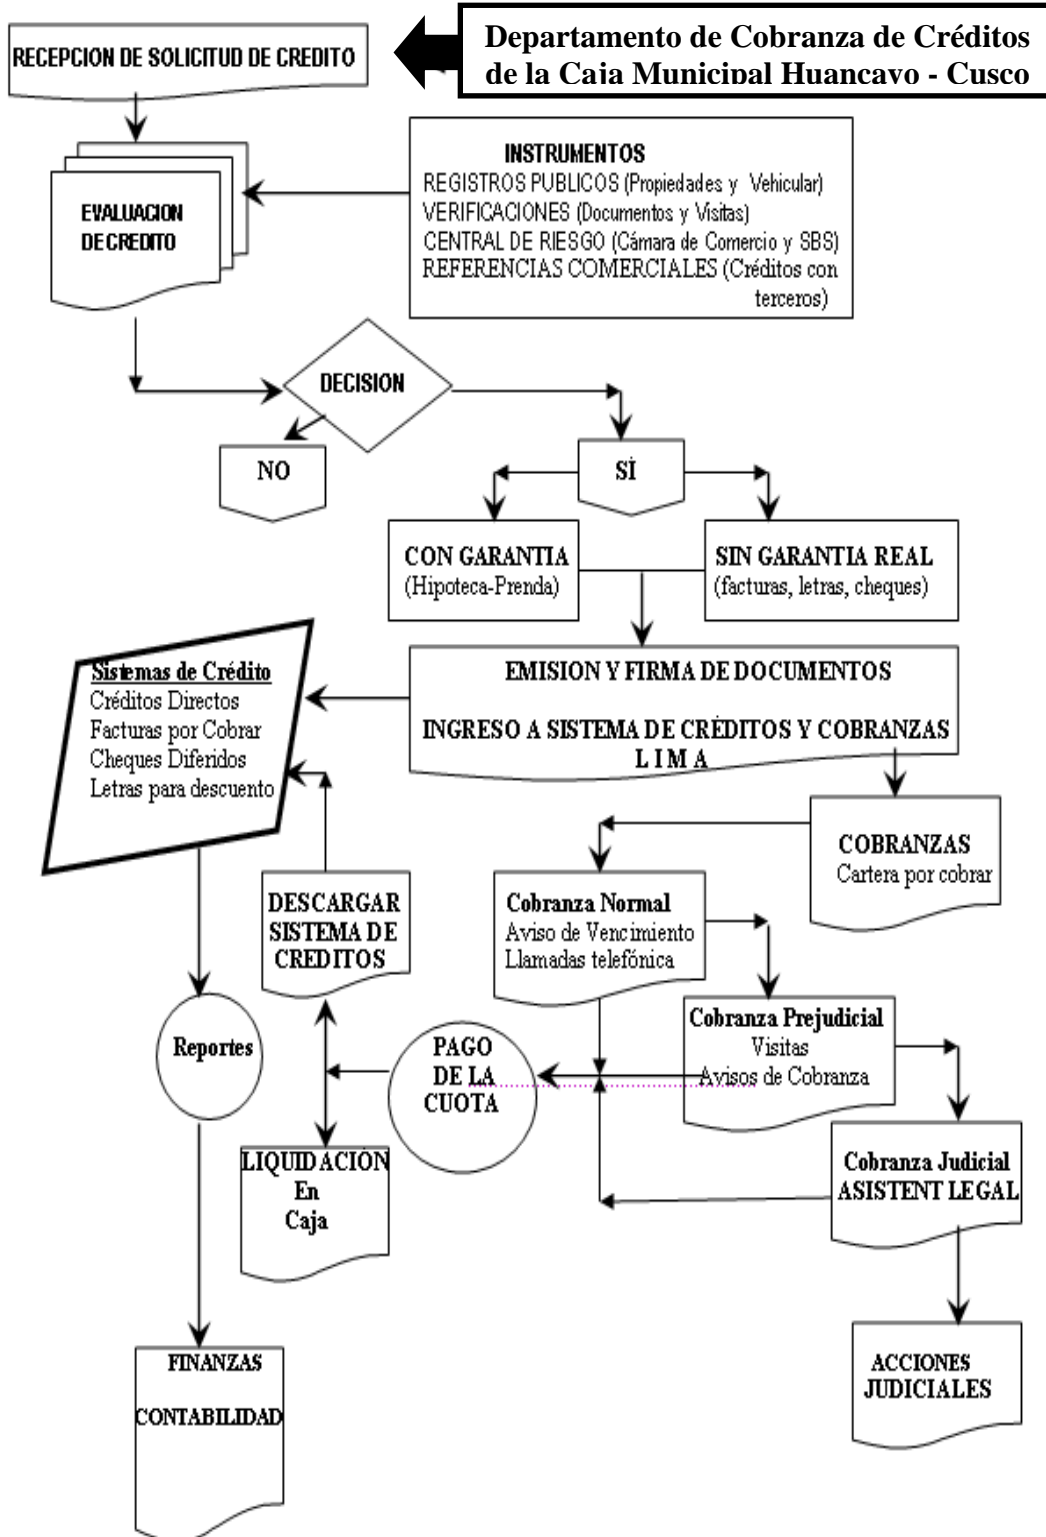 Departamento de Cobranza de Créditos
de la Caja Municipal Huancayo - Cusco
RECEPCION DE SOLICITUD DE CREDITO
INSTRUMENTOS
REGISTROS PUBLICOS (Propiedades y Vehicular)
VERIFICACIONES (Documentos y Visitas)
CENTRAL DE RIESGO (Cámara de Comercio y SBS)
REFERENCIAS COMERCIALES (Créditos con
terceros)
EVALUACION
DE CREDITO
DECISION
NO
SÍ
CON GARANTIA
(Hipoteca-Prenda)
SIN GARANTIA REAL
(facturas, letras, cheques)
EMISION Y FIRMA DE DOCUMENTOS
INGRESO A SISTEMA DE CRÉDITOS Y COBRANZAS
L I M A
Sistemas de Crédito
Créditos Directos
Facturas por Cobrar
Cheques Diferidos
Letras para descuento
COBRANZAS
Cartera por cobrar
DESCARGAR
SISTEMA DE
CREDITOS
Cobranza Normal
Aviso de Vencimiento
Llamadas telefónica
Cobranza Prejudicial
Visitas
Avisos de Cobranza
Reportes
PAGO
DE LA
CUOTA
LIQUIDACIÓN
En
Caja
Cobranza Judicial
ASISTENT LEGAL
FINANZAS
CONTABILIDAD
ACCIONES
JUDICIALES